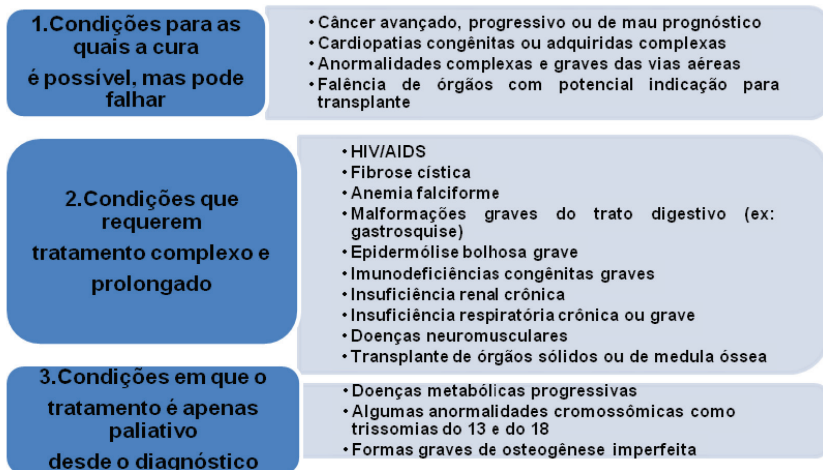 1.Condições para as
quais a cura
é possível, mas pode
falhar
• Câncer avançado, progressivo ou de mau prognóstico
• Cardiopatias congênitas ou adquiridas complexas
• Anormalidades complexas e graves das vias aéreas
• Falência de órgãos com potencial indicação para
transplante
2.Condições que
requerem
tratamento complexo e
prolongado
• HIV/AIDS
• Fibrose cística
• Anemia falciforme
• Malformações graves do trato digestivo (ex:
gastrosquise)
• Epidermólise bolhosa grave
• Imunodeficiências congênitas graves
• Insuficiência renal crônica
• Insuficiência respiratória crônica ou grave
• Doenças neuromusculares
• Transplante de órgãos sólidos ou de medula óssea
3.Condições em que o
tratamento é apenas
paliativo
desde o diagnóstico
• Doenças metabólicas progressivas
• Algumas anormalidades cromossômicas como
trissomias do 13 e do 18
• Formas graves de osteogênese imperfeita